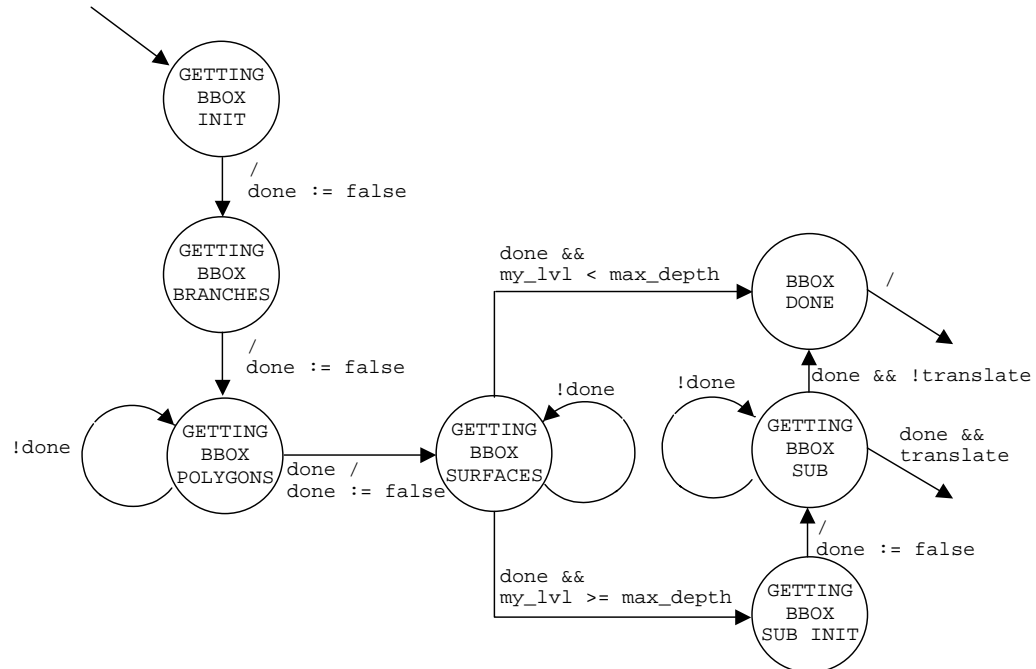 GETTING
BBOX
INIT
/
done := false
GETTING
BBOX
BRANCHES
/
done := false
!done
GETTING
BBOX
POLYGONS
done /
done := false
GETTING
BBOX
SURFACES
!done
done &&
my_lvl < max_depth
done &&
my_lvl >= max_depth
BBOX
DONE
/
done && !translate
!done
GETTING
BBOX
SUB
done &&
translate
/
done := false
GETTING
BBOX
SUB INIT